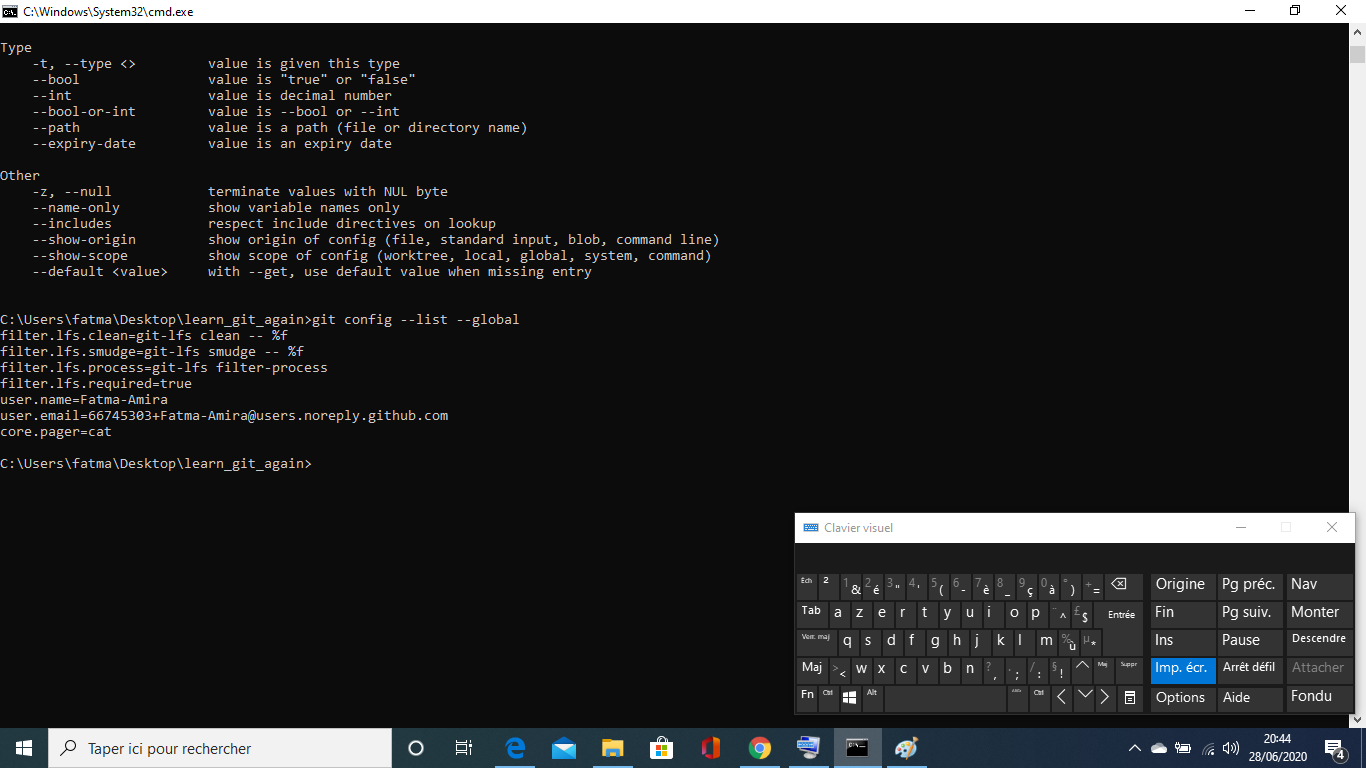 C:\Windows\System32\cmd.exe
Type
-t, --type <> value is given this type
--bool value is "true" or "false"
--int value is decimal number
--bool-or-int value is --bool or --int
--path value is a path (file or directory name)
--expiry-date value is an expiry date
Other
-z, --null terminate values with NUL byte
--name-only show variable names only
--includes respect include directives on lookup
--show-origin show origin of config (file, standard input, blob, command line)
--show-scope show scope of config (worktree, local, global, system, command)
--default <value> with --get, use default value when missing entry
C:\Users\fatma\Desktop\learn_git_again>git config --list --global
filter.lfs.clean=git-lfs clean -- %f
filter.lfs.smudge=git-lfs smudge -- %f
filter.lfs.process=git-lfs filter-process
filter.lfs.required=true
user.name=Fatma-Amira
user.email=66745303+Fatma-Amira@users.noreply.github.com
core.pager=cat
C:\Users\fatma\Desktop\learn_git_again>
Clavier visuel
Éch ² 1 & 2 é 3 " 4 ' 5 ( 6 - 7 è 8 _ 9 ç 0 à ° ) + = Origine Pg préc. Nav
Tab a z e r t y u i o p ¨ ^ £ $ Entrée Fin Pg suiv. Monter
Verr. maj q s d f g h j k l m % ù µ * Ins Pause Descendre
Maj > < w x c v b n ? , . ; / : § ! Maj Suppr Imp. écr. Arrêt défil Attacher
Fn Ctrl Alt Ctrl Options Aide Fondu
Taper ici pour rechercher
20:44
28/06/2020
4